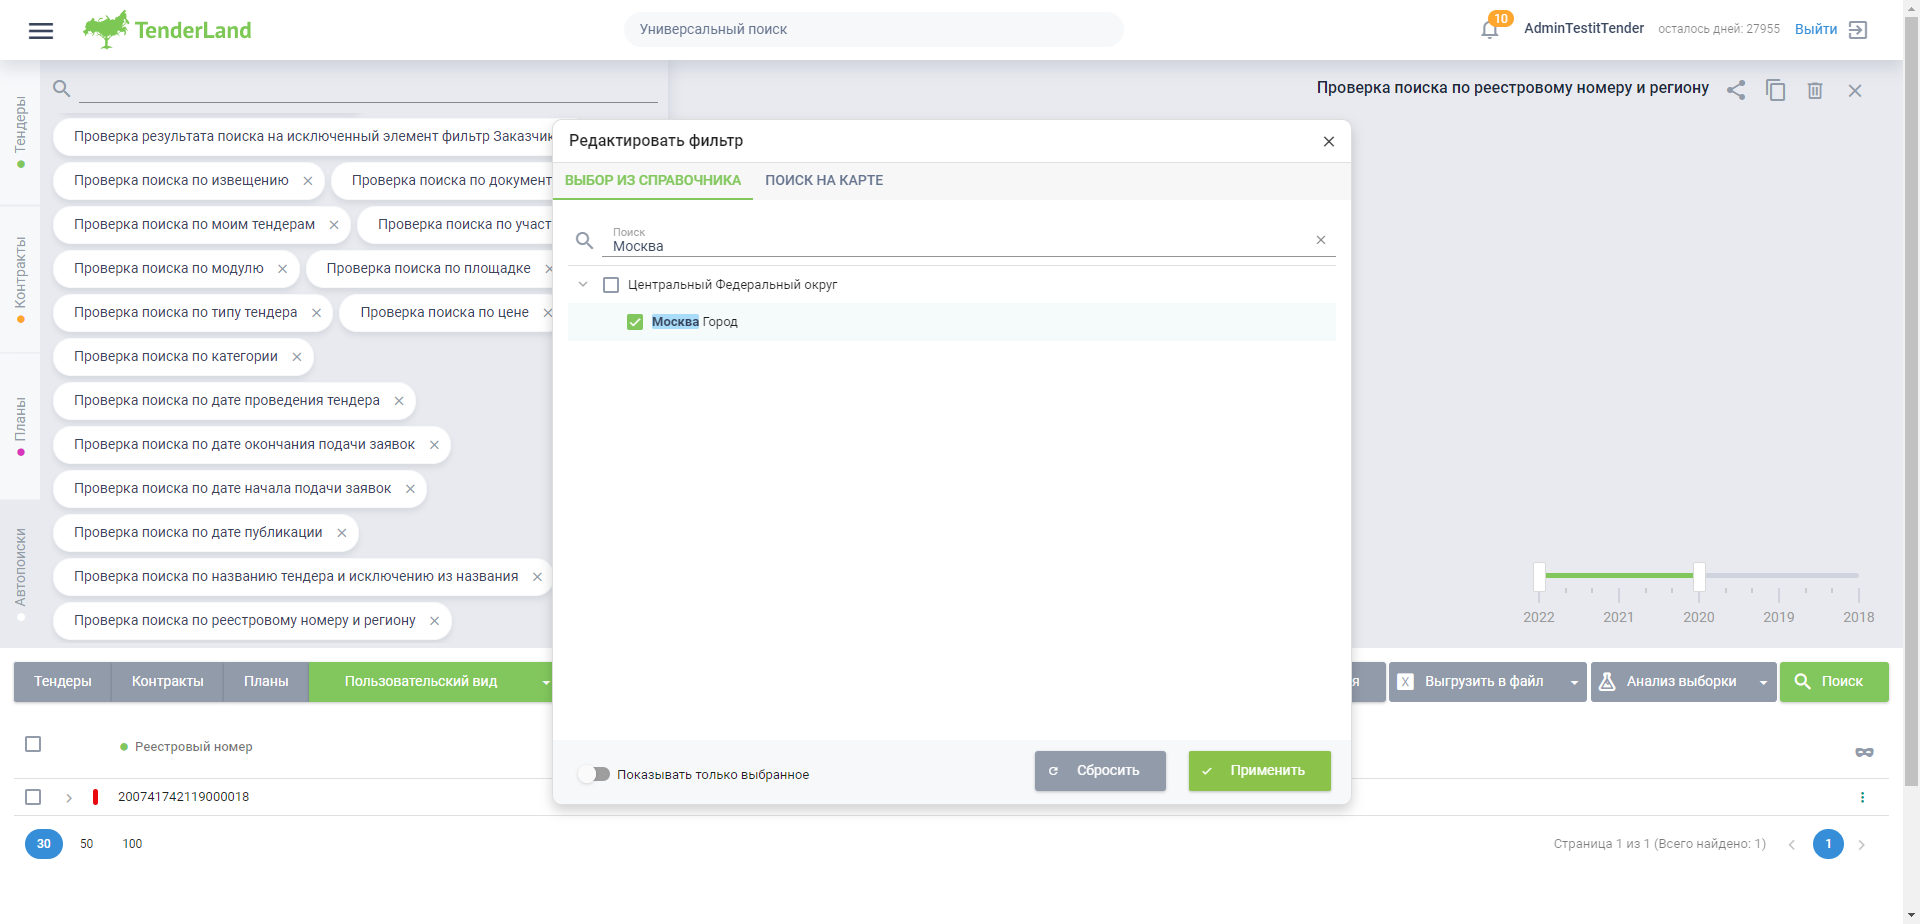 TenderLand
Универсальный поиск
10
AdminTestitTender
осталось дней: 27955
Выйти
Тендеры
Контракты
Планы
Автопоиски
Проверка поиска по реестровому номеру и региону
Проверка результата поиска на исключенный элемент фильтр Заказчик
Проверка поиска по извещению
Проверка поиска по документ
Проверка поиска по моим тендерам
Проверка поиска по участ
Проверка поиска по модулю
Проверка поиска по площадке
Проверка поиска по типу тендера
Проверка поиска по цене
Проверка поиска по категории
Проверка поиска по дате проведения тендера
Проверка поиска по дате окончания подачи заявок
Проверка поиска по дате начала подачи заявок
Проверка поиска по дате публикации
Проверка поиска по названию тендера и исключению из названия
Проверка поиска по реестровому номеру и региону
Редактировать фильтр
ВЫБОР ИЗ СПРАВОЧНИКА
ПОИСК НА КАРТЕ
Поиск
Москва
Центральный Федеральный округ
Москва Город
Показывать только выбранное
Сбросить
Применить
2022 2021 2020 2019 2018
Тендеры
Контракты
Планы
Пользовательский вид
я
X Выгрузить в файл
Анализ выборки
Поиск
Реестровый номер
200741742119000018
30 50 100
Страница 1 из 1 (Всего найдено: 1)
1